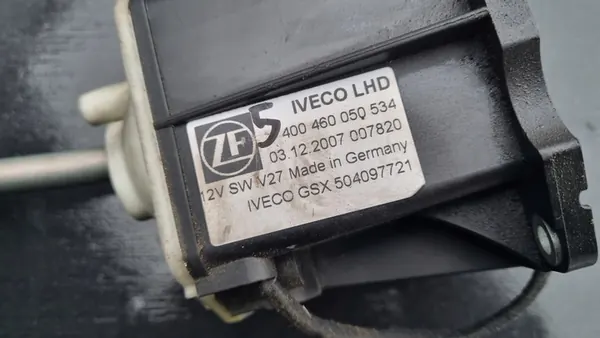 IVECO LHD
5
400 460 050 534
ZF
03.12.2007 007820
12V SW V27 Made in Germany
IVECO GSX 504097721